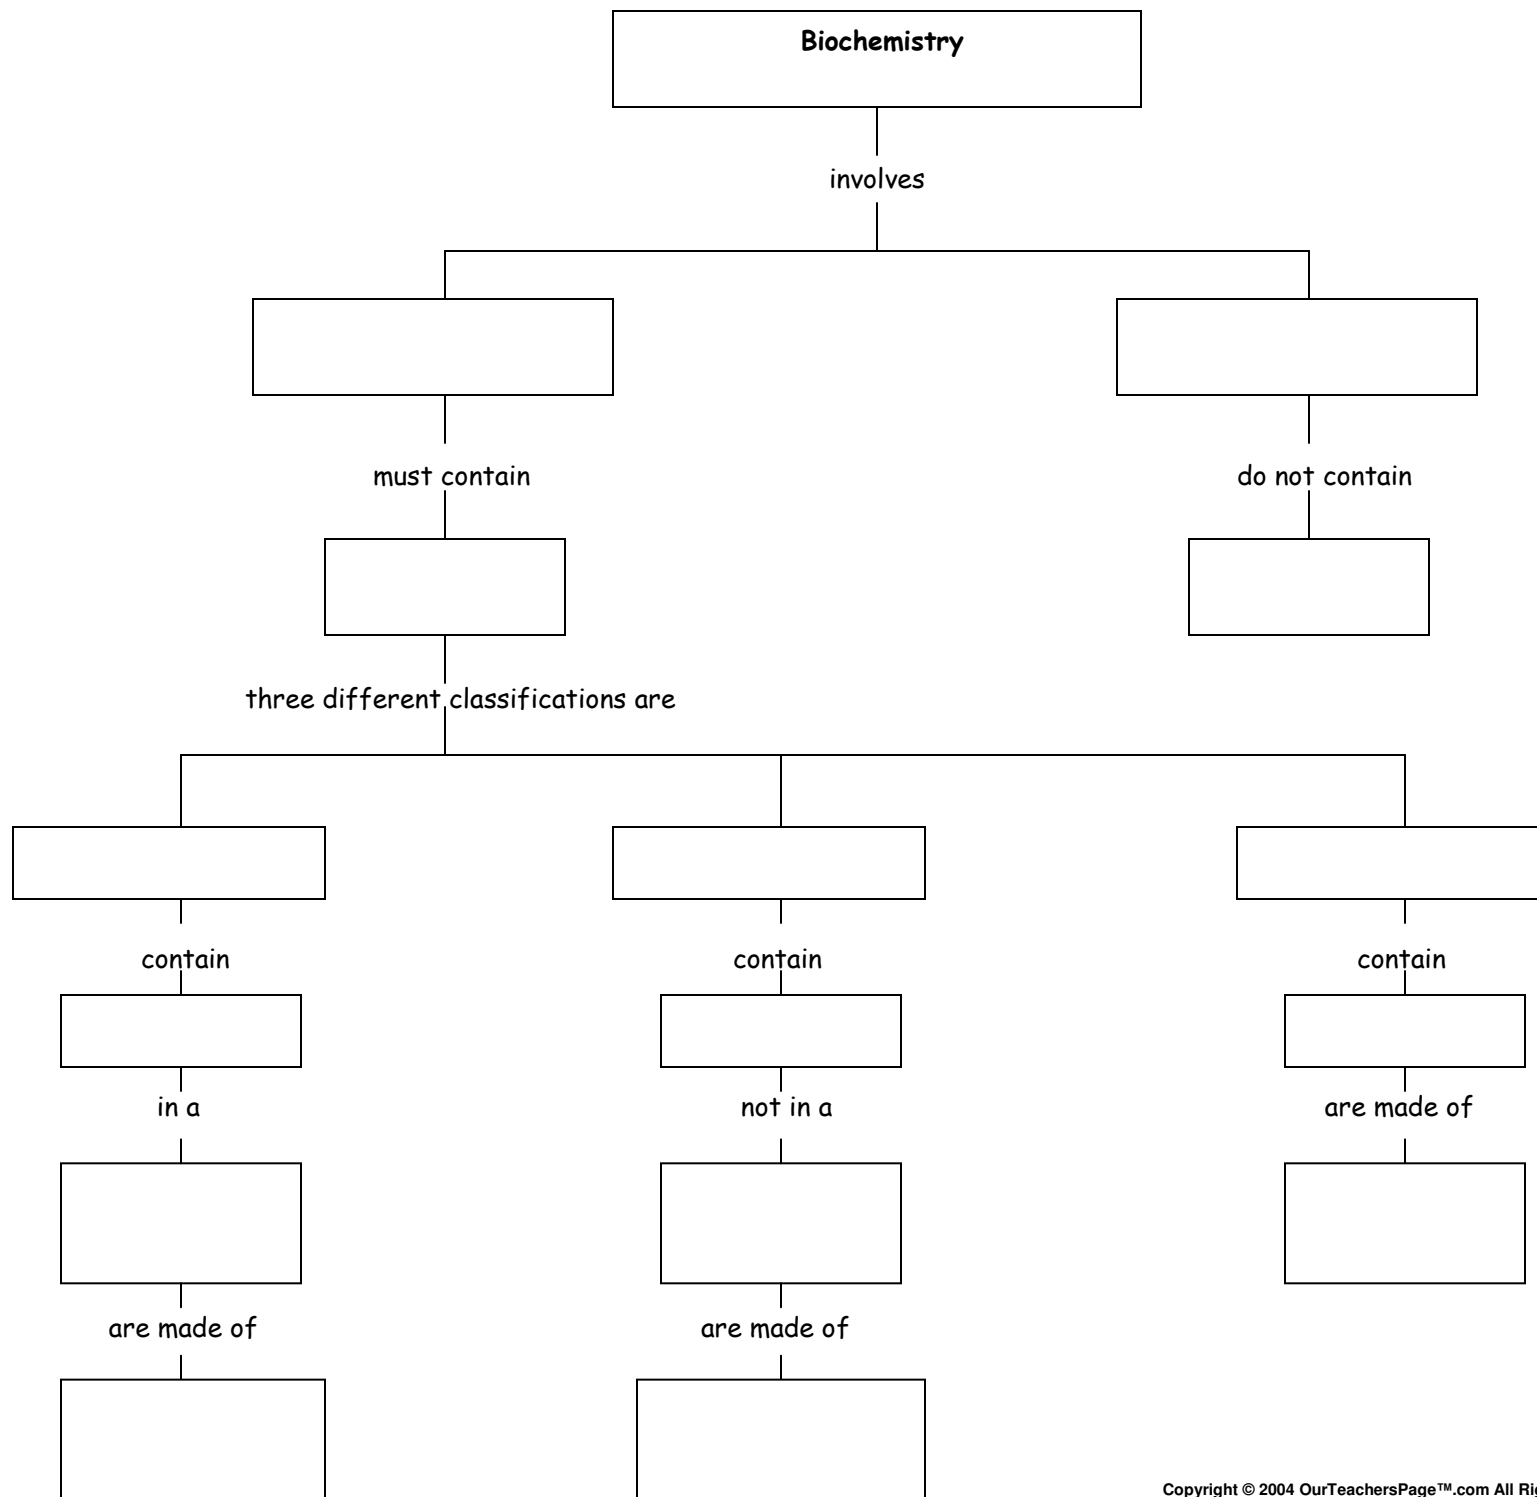 Biochemistry
involves
must contain do not contain
three different classifications are
contain contain contain
in a not in a are made of
are made of are made of
Copyright © 2004 OurTeachersPage™.com All